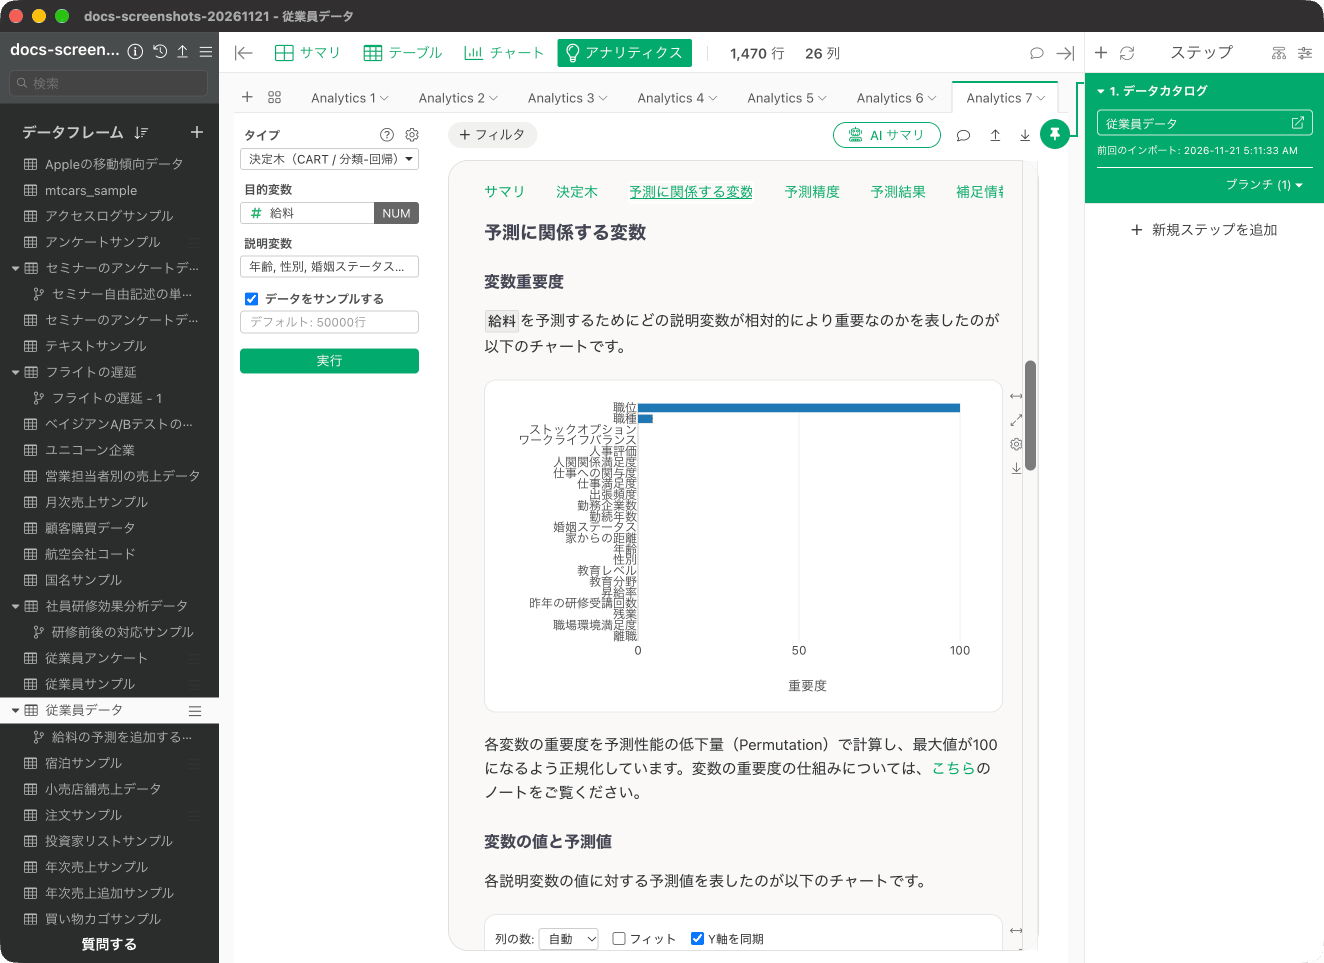 docs-screenshots-20261121 - 従業員データ
docs-screen...
検索
データフレーム
Appleの移動傾向データ
mtcars_sample
アクセスログサンプル
アンケートサンプル
セミナーのアンケートデ...
セミナー自由記述の単...
セミナーのアンケートデ...
テキストサンプル
フライトの遅延
フライトの遅延 - 1
ベイジアンA/Bテストの...
ユニコーン企業
営業担当者別の売上データ
月次売上サンプル
顧客購買データ
航空会社コード
国名サンプル
社員研修効果分析データ
研修前後の対応サンプル
従業員アンケート
従業員サンプル
従業員データ
給料の予測を追加する...
宿泊サンプル
小売店舗売上データ
注文サンプル
投資家リストサンプル
年次売上サンプル
年次売上追加サンプル
買い物カゴサンプル
質問する
サマリ テーブル チャート アナリティクス 1,470 行 26 列
Analytics 1 Analytics 2 Analytics 3 Analytics 4 Analytics 5 Analytics 6 Analytics 7
タイプ
決定木（CART / 分類-回帰）
目的変数
# 給料 NUM
説明変数
年齢, 性別, 婚姻ステータス...
データをサンプルする
デフォルト: 50000行
実行
+ フィルタ
AI サマリ
サマリ 決定木 予測に関係する変数 予測精度 予測結果 補足情報
予測に関係する変数
変数重要度
給料を予測するためにどの説明変数が相対的により重要なのかを表したのが
以下のチャートです。
職位
職種
ストックオプション
ワークライフバランス
人事評価
人間関係満足度
仕事への関与度
仕事満足度
出張頻度
勤務企業数
勤続年数
婚姻ステータス
家からの距離
年齢
性別
教育レベル
教育分野
昇給率
昨年の研修受講回数
残業
職場環境満足度
離職
0 50 100
重要度
各変数の重要度を予測性能の低下量（Permutation）で計算し、最大値が100
になるよう正規化しています。変数の重要度の仕組みについては、こちらの
ノートをご覧ください。
変数の値と予測値
各説明変数の値に対する予測値を表したのが以下のチャートです。
列の数: 自動 フィット Y軸を同期
ステップ
1. データカタログ
従業員データ
前回のインポート: 2026-11-21 5:11:33 AM
ブランチ (1)
+ 新規ステップを追加